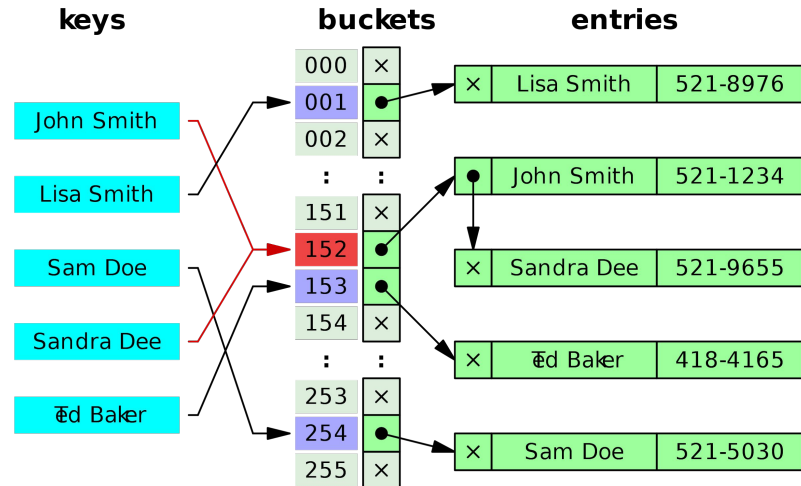 keys
buckets
entries
John Smith
Lisa Smith
Sam Doe
Sandra Dee
Ted Baker
000 ×
001
002 ×
: :
151 ×
152
153
154 ×
: :
253 ×
254
255 ×
× Lisa Smith 521-8976
John Smith 521-1234
× Sandra Dee 521-9655
× Ted Baker 418-4165
× Sam Doe 521-5030